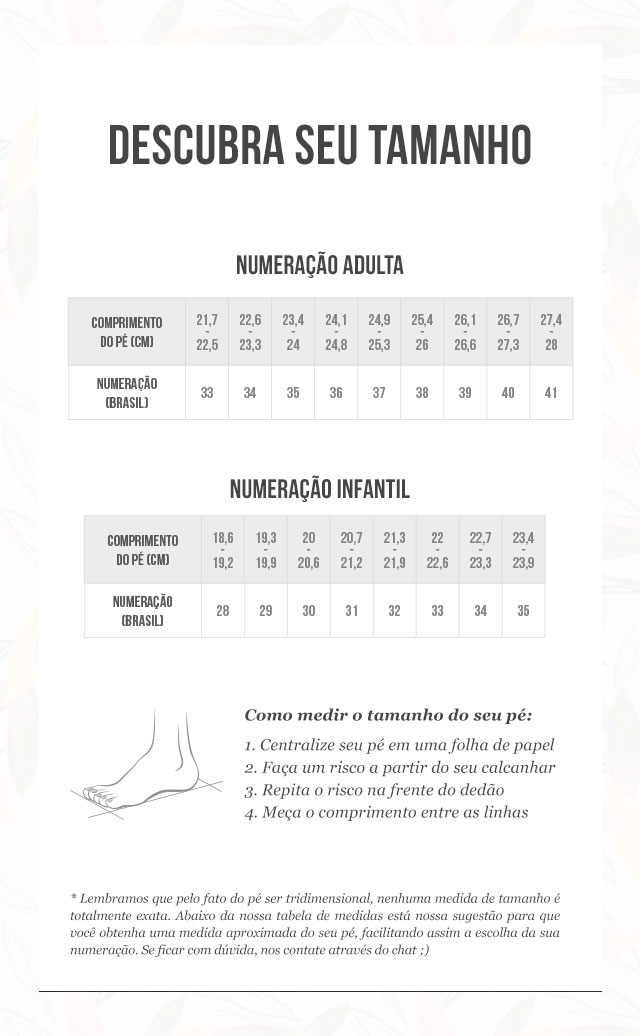 DESCUBRA SEU TAMANHO
NUMERAÇÃO ADULTA
COMPRIMENTO DO PÉ (CM) 21,7 - 22,5 22,6 - 23,3 23,4 - 24 24,1 - 24,8 24,9 - 25,3 25,4 - 26 26,1 - 26,6 26,7 - 27,3 27,4 - 28
NUMERAÇÃO (BRASIL) 33 34 35 36 37 38 39 40 41
NUMERAÇÃO INFANTIL
COMPRIMENTO DO PÉ (CM) 18,6 - 19,2 19,3 - 19,9 20 - 20,6 20,7 - 21,2 21,3 - 21,9 22 - 22,6 22,7 - 23,3 23,4 - 23,9
NUMERAÇÃO (BRASIL) 28 29 30 31 32 33 34 35
Como medir o tamanho do seu pé:
1. Centralize seu pé em uma folha de papel
2. Faça um risco a partir do seu calcanhar
3. Repita o risco na frente do dedão
4. Meça o comprimento entre as linhas
* Lembramos que pelo fato do pé ser tridimensional, nenhuma medida de tamanho é
totalmente exata. Abaixo da nossa tabela de medidas está nossa sugestão para que
você obtenha uma medida aproximada do seu pé, facilitando assim a escolha da sua
numeração. Se ficar com dúvida, nos contate através do chat ;)